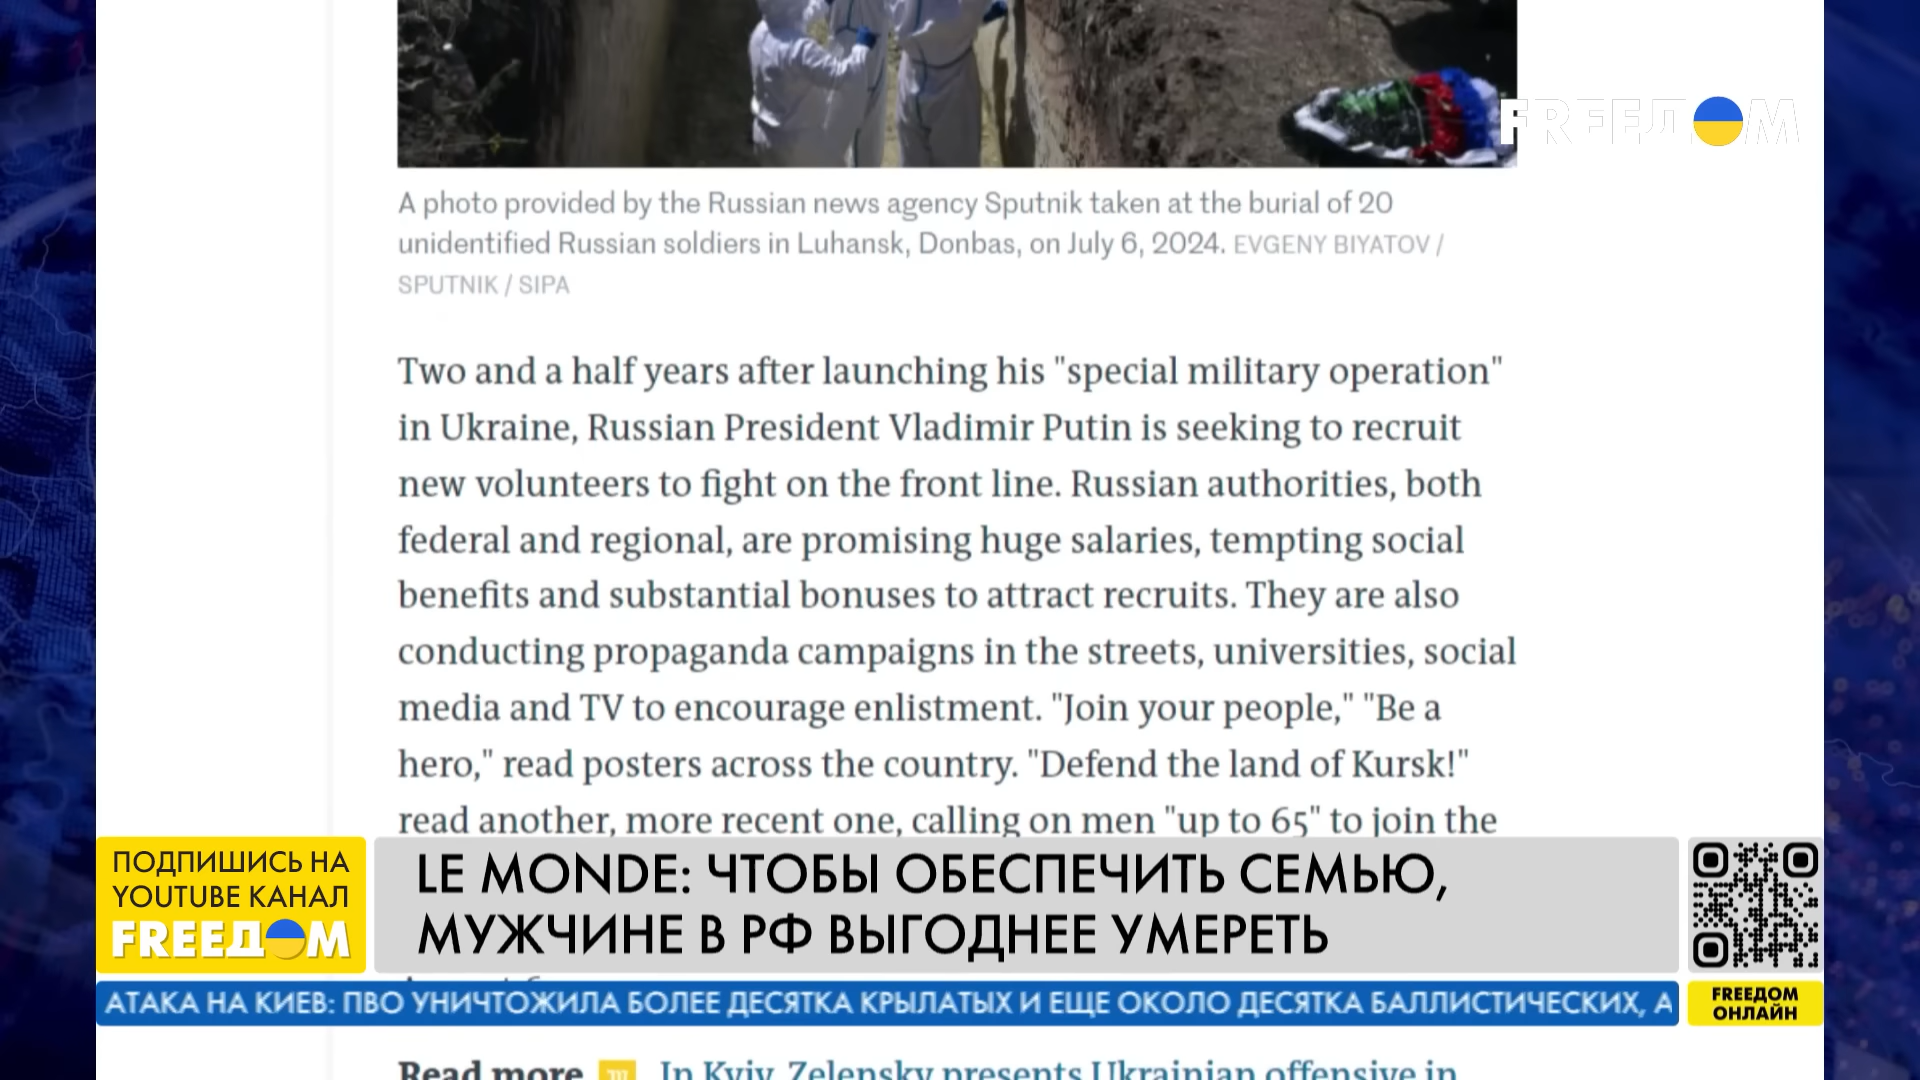 FREEДOM
A photo provided by the Russian news agency Sputnik taken at the burial of 20
unidentified Russian soldiers in Luhansk, Donbas, on July 6, 2024. EVGENY BIYATOV /
SPUTNIK / SIPA
Two and a half years after launching his "special military operation"
in Ukraine, Russian President Vladimir Putin is seeking to recruit
new volunteers to fight on the front line. Russian authorities, both
federal and regional, are promising huge salaries, tempting social
benefits and substantial bonuses to attract recruits. They are also
conducting propaganda campaigns in the streets, universities, social
media and TV to encourage enlistment. "Join your people," "Be a
hero," read posters across the country. "Defend the land of Kursk!"
read another, more recent one, calling on men "up to 65" to join the
ПОДПИШИСЬ НА
YOUTUBE КАНАЛ
FREEДOM
LE MONDE: ЧТОБЫ ОБЕСПЕЧИТЬ СЕМЬЮ,
МУЖЧИНЕ В РФ ВЫГОДНЕЕ УМЕРЕТЬ
АТАКА НА КИЕВ: ПВО УНИЧТОЖИЛА БОЛЕЕ ДЕСЯТКА КРЫЛАТЫХ И ЕЩЕ ОКОЛО ДЕСЯТКА БАЛЛИСТИЧЕСКИХ, А
FREEДOM
ОНЛАЙН
Read more In Kyiv, Zelensky presents Ukrainian offensive in